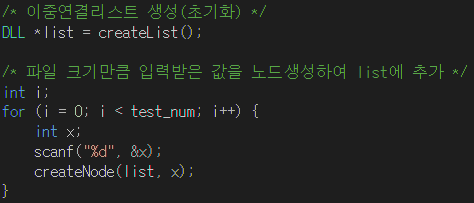 /* 이중연결리스트 생성(초기화) */
DLL *list = createList();
/* 파일 크기만큼 입력받은 값을 노드생성하여 list에 추가 */
int i;
for (i = 0; i < test_num; i++) {
int x;
scanf("%d", &x);
createNode(list, x);
}